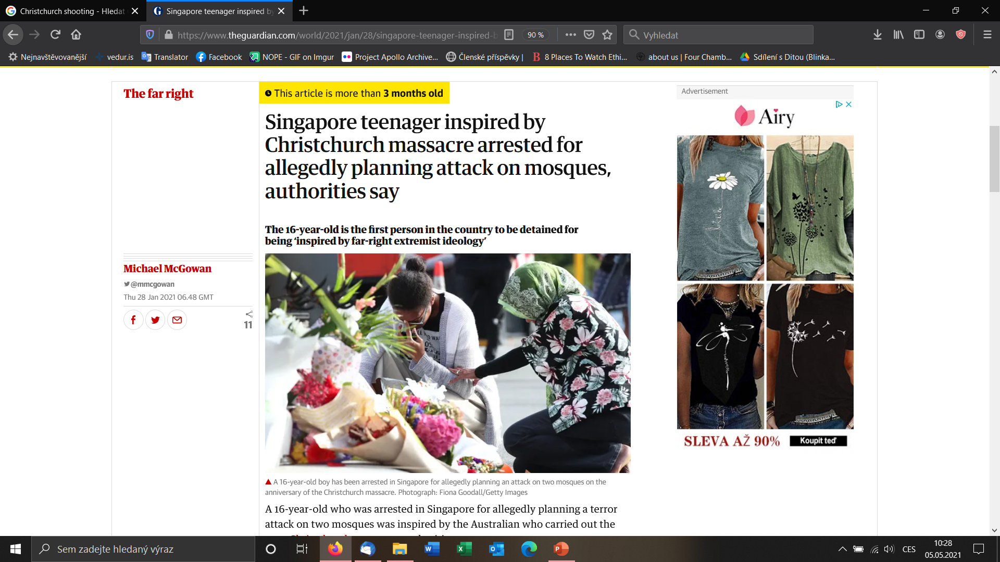 Christchurch shooting - Hledat
Singapore teenager inspired by
https://www.theguardian.com/world/2021/jan/28/singapore-teenager-inspired-b
90 %
Vyhledat
Nejnavštěvovanější
vedur.is
Translator
Facebook
NOPE - GIF on Imgur
Project Apollo Archive...
Členské příspěvky |
8 Places To Watch Ethi...
about us | Four Chamb...
Sdílení s Ditou (Blinka...
The far right
This article is more than 3 months old
Singapore teenager inspired by
Christchurch massacre arrested for
allegedly planning attack on mosques,
authorities say
The 16-year-old is the first person in the country to be detained for
being ‘inspired by far-right extremist ideology’
Michael McGowan
@mmcgowan
Thu 28 Jan 2021 06.48 GMT
11
A 16-year-old boy has been arrested in Singapore for allegedly planning an attack on two mosques on the
anniversary of the Christchurch massacre. Photograph: Fiona Goodall/Getty Images
A 16-year-old who was arrested in Singapore for allegedly planning a terror
attack on two mosques was inspired by the Australian who carried out the
Advertisement
Airy
SLEVA AŽ 90%
Koupit teď
Sem zadejte hledaný výraz
CES
10:28
05.05.2021